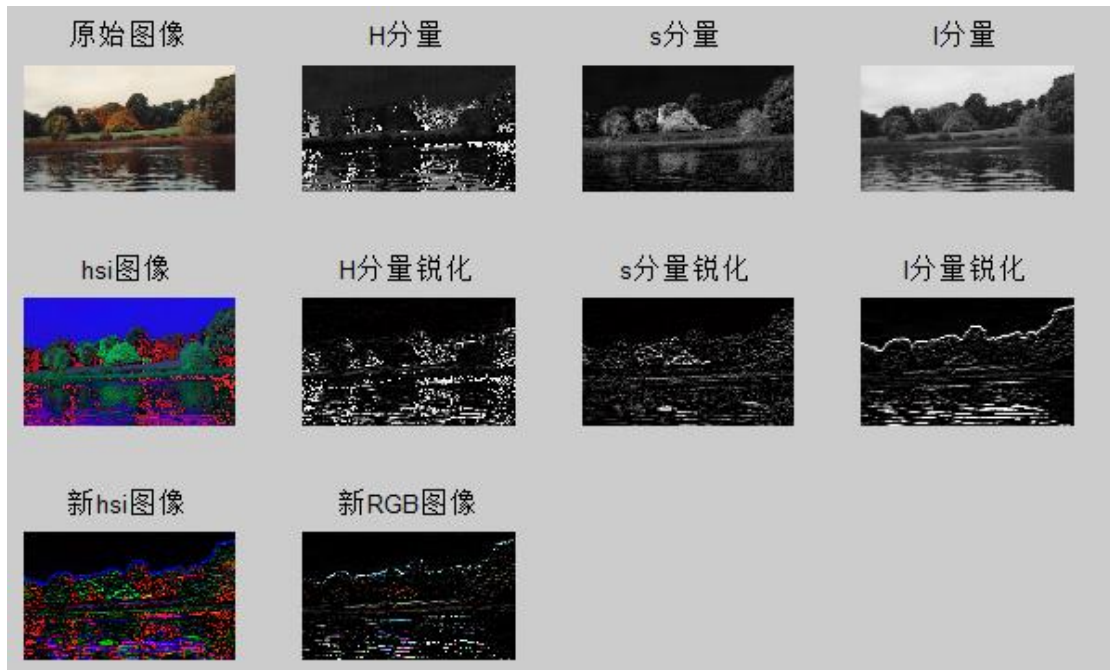 原始图像
H分量
s分量
I分量
hsi图像
H分量锐化
s分量锐化
I分量锐化
新hsi图像
新RGB图像